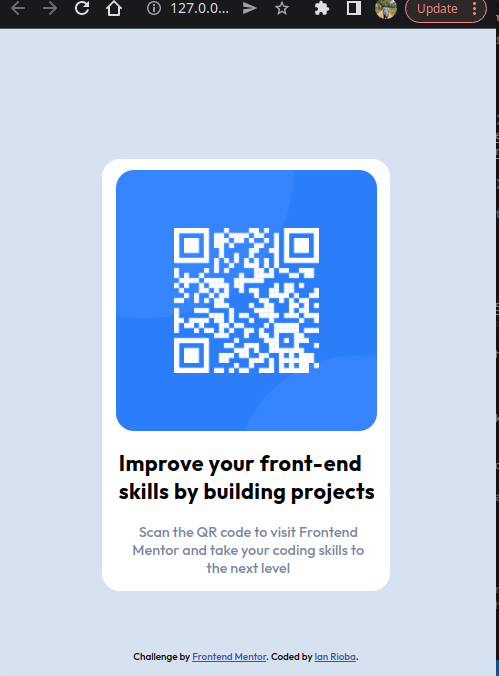 127.0.0... Update
Improve your front-end
skills by building projects
Scan the QR code to visit Frontend
Mentor and take your coding skills to
the next level
Challenge by Frontend Mentor. Coded by Ian Rioba.